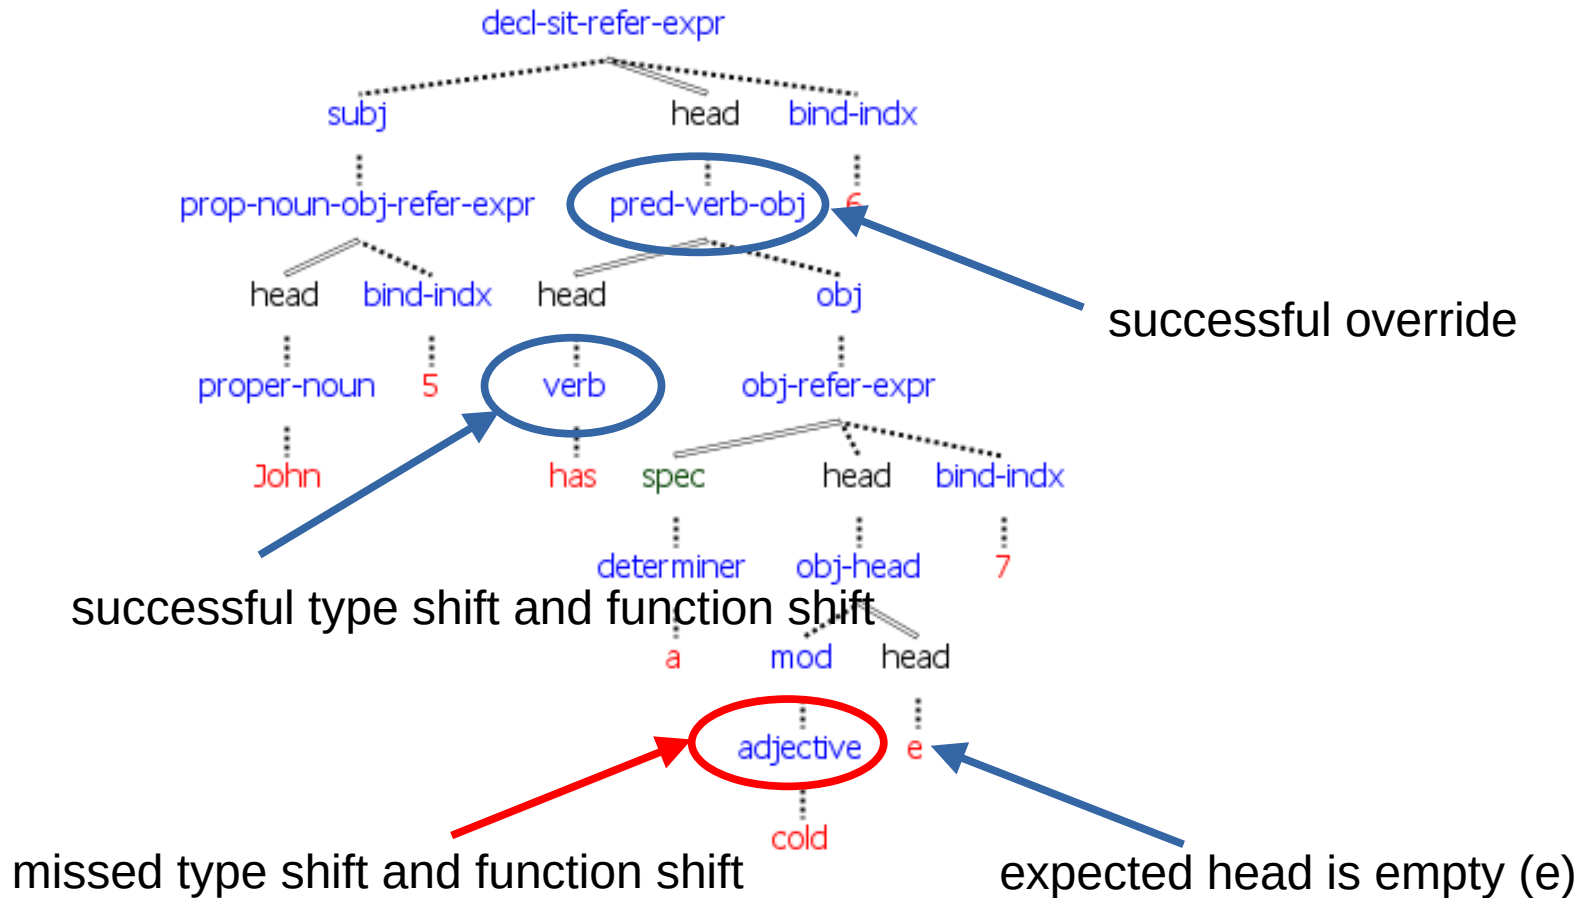 decl-sit-refer-expr
subj head bind-indx
prop-noun-obj-refer-expr pred-verb-obj 6
head bind-indx head obj
successful override
proper-noun 5 verb obj-refer-expr
John has spec head bind-indx
determiner obj-head 7
successful type shift and function shift
a mod head
adjective e
cold
missed type shift and function shift expected head is empty (e)